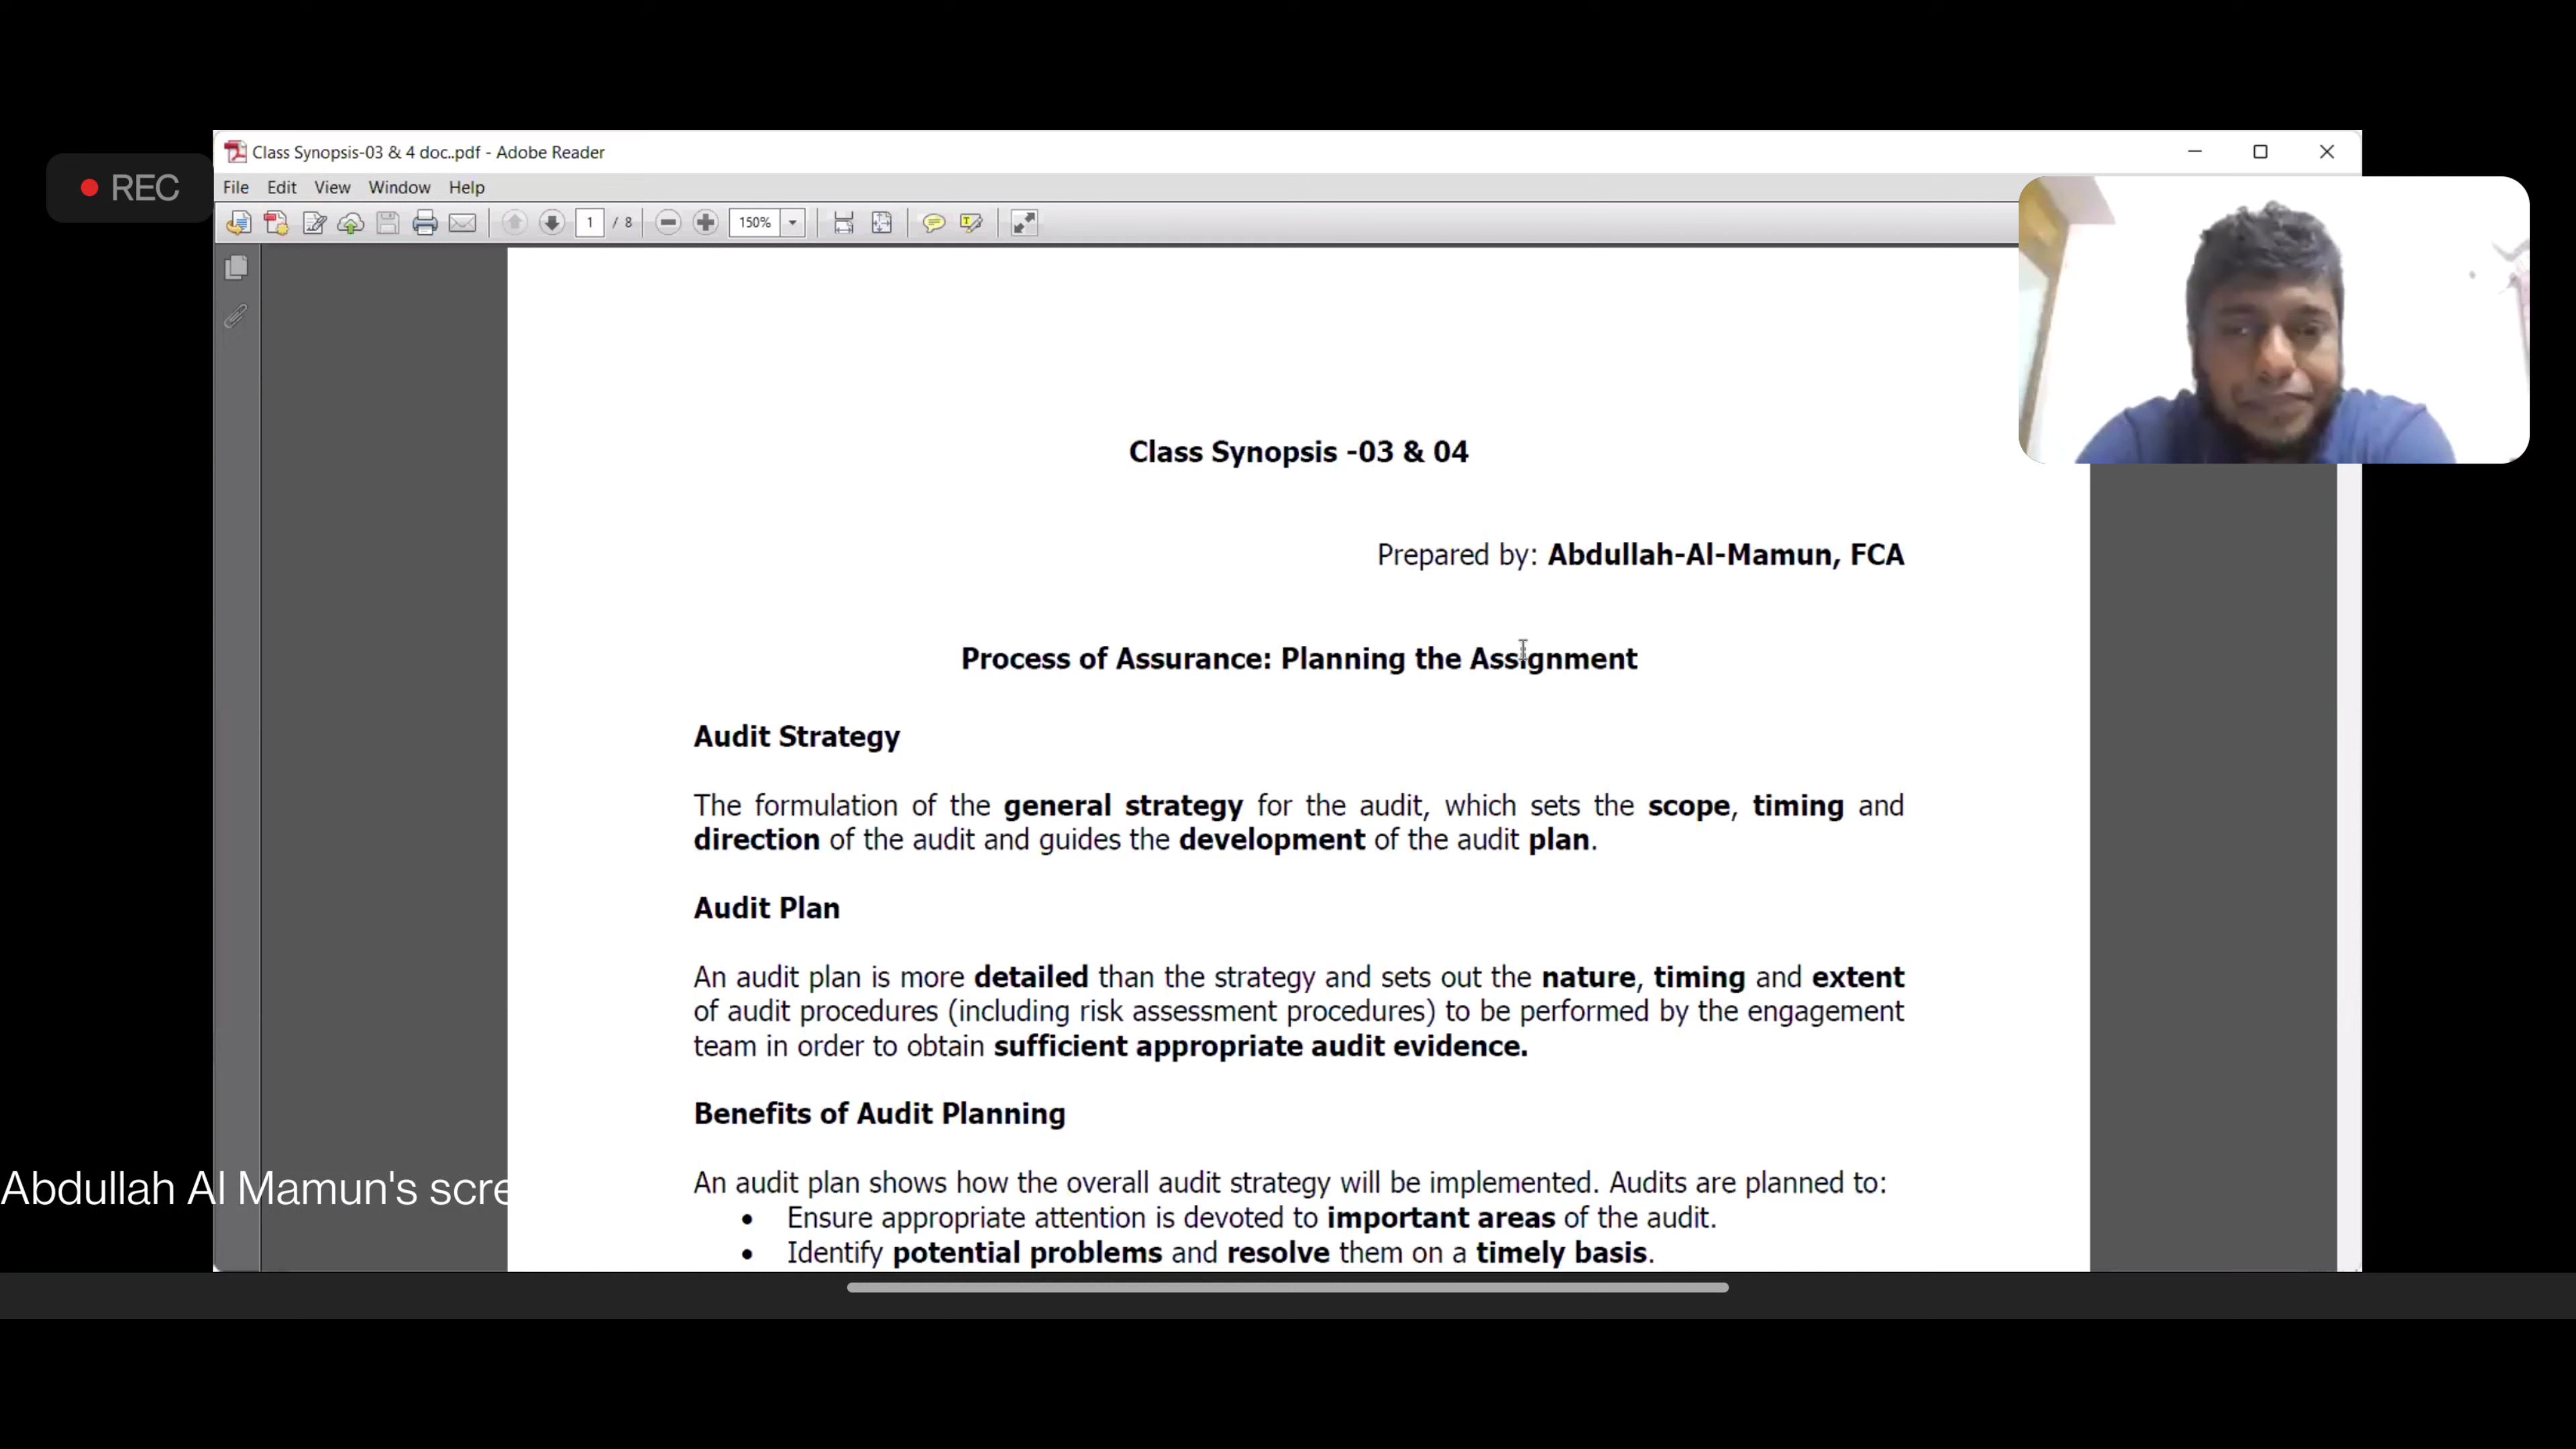 Class Synopsis-03 & 4 doc..pdf - Adobe Reader
REC
File Edit View Window Help
1 / 8 150%
Class Synopsis -03 & 04
Prepared by: Abdullah-Al-Mamun, FCA
Process of Assurance: Planning the Assignment
Audit Strategy
The formulation of the general strategy for the audit, which sets the scope, timing and
direction of the audit and guides the development of the audit plan.
Audit Plan
An audit plan is more detailed than the strategy and sets out the nature, timing and extent
of audit procedures (including risk assessment procedures) to be performed by the engagement
team in order to obtain sufficient appropriate audit evidence.
Benefits of Audit Planning
An audit plan shows how the overall audit strategy will be implemented. Audits are planned to:
Abdullah Al Mamun's scre
• Ensure appropriate attention is devoted to important areas of the audit.
• Identify potential problems and resolve them on a timely basis.